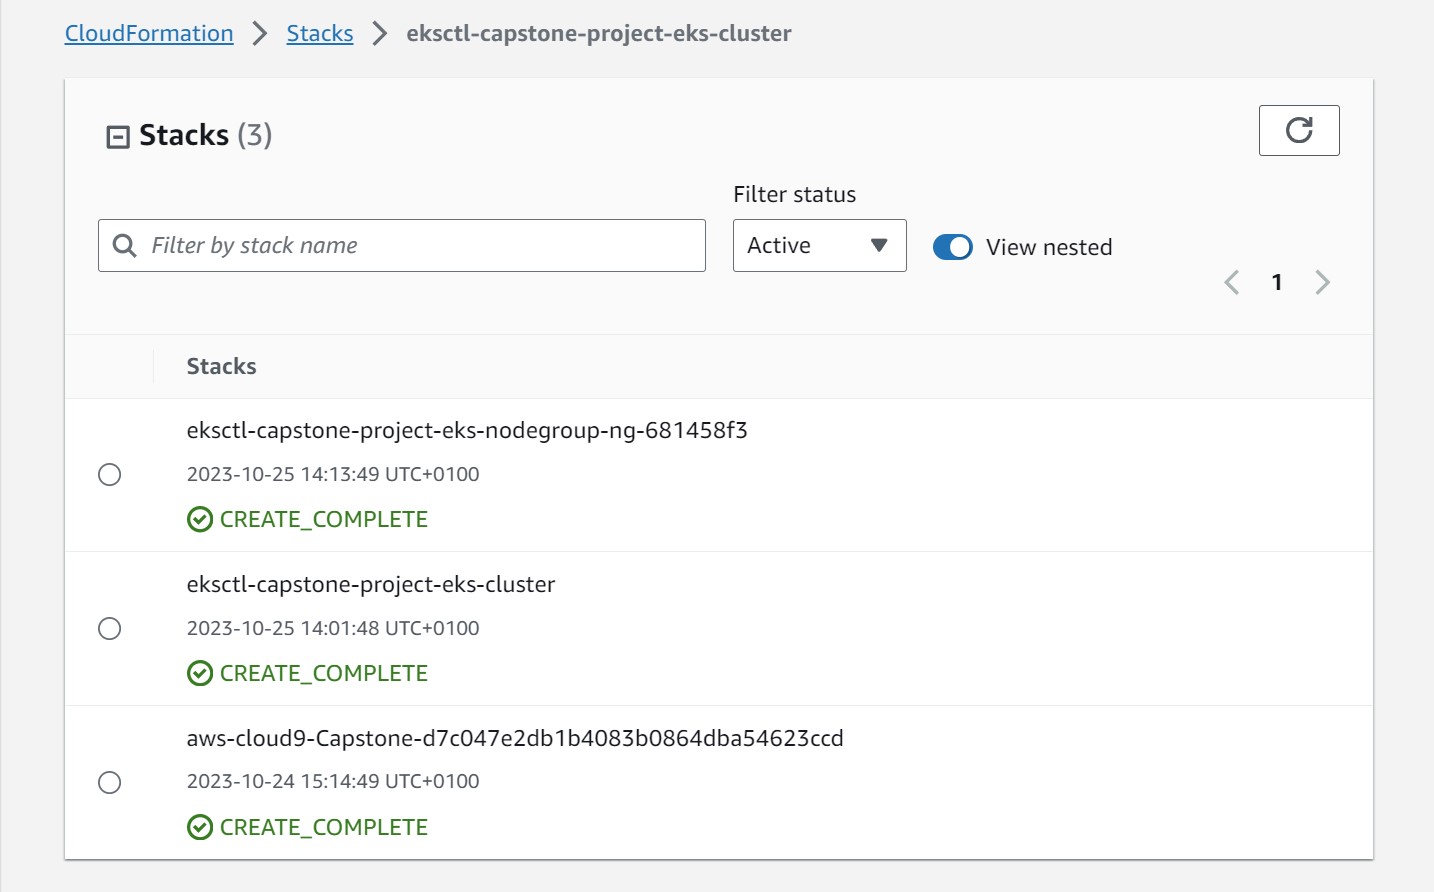 CloudFormation > Stacks > eksctl-capstone-project-eks-cluster
Stacks (3)
Filter status
Filter by stack name
Active
View nested
1
Stacks
eksctl-capstone-project-eks-nodegroup-ng-681458f3
2023-10-25 14:13:49 UTC+0100
CREATE_COMPLETE
eksctl-capstone-project-eks-cluster
2023-10-25 14:01:48 UTC+0100
CREATE_COMPLETE
aws-cloud9-Capstone-d7c047e2db1b4083b0864dba54623ccd
2023-10-24 15:14:49 UTC+0100
CREATE_COMPLETE